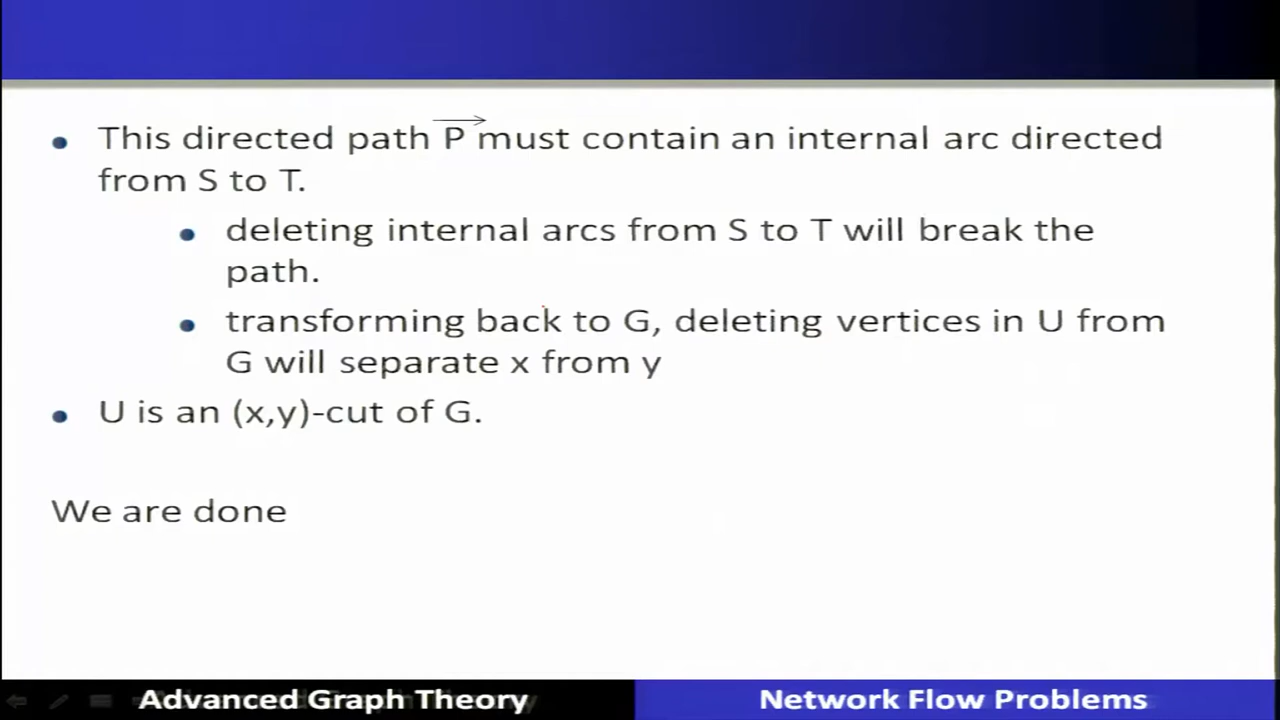 This directed path P must contain an internal arc directed
from S to T.
deleting internal arcs from S to T will break the
path.
transforming back to G, deleting vertices in U from
G will separate x from y
U is an (x,y)-cut of G.
We are done
Advanced Graph Theory
Network Flow Problems